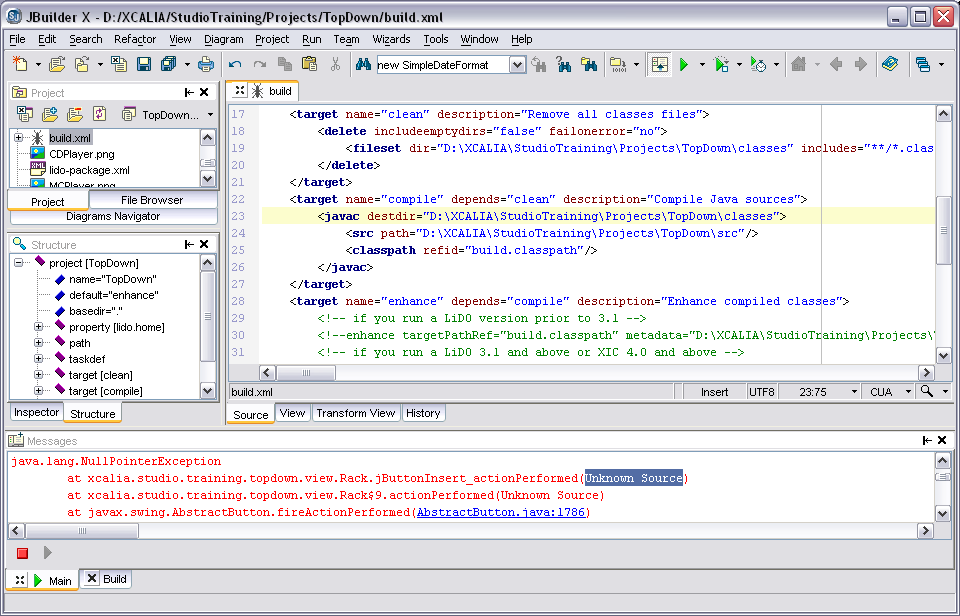 JBuilder X - D:/XCALIA/StudioTraining/Projects/TopDown/build.xml
File Edit Search Refactor View Diagram Project Run Team Wizards Tools Window Help
new SimpleDateFormat
Project
TopDown...
build.xml
CDPlayer.png
lido-package.xml
MCPlayer.png
Project File Browser
Diagrams Navigator
Structure
project [TopDown]
name="TopDown"
default="enhance"
basedir="."
property [lido.home]
path
taskdef
target [clean]
target [compile]
Inspector Structure
build
17 <target name="clean" description="Remove all classes files">
18 <delete includeemptydirs="false" failonerror="no">
19 <fileset dir="D:\XCALIA\StudioTraining\Projects\TopDown\classes" includes="**/*.clas
20 </delete>
21 </target>
22 <target name="compile" depends="clean" description="Compile Java sources">
23 <javac destdir="D:\XCALIA\StudioTraining\Projects\TopDown\classes">
24 <src path="D:\XCALIA\StudioTraining\Projects\TopDown\src"/>
25 <classpath refid="build.classpath"/>
26 </javac>
27 </target>
28 <target name="enhance" depends="compile" description="Enhance compiled classes">
29 <!-- if you run a LiDO version prior to 3.1 -->
30 <!--enhance targetPathRef="build.classpath" metadata="D:\XCALIA\StudioTraining\Projects\
31 <!-- if you run a LiDO 3.1 and above or XIC 4.0 and above -->
build.xml Insert UTF8 23:75 CUA
Source View Transform View History
Messages
java.lang.NullPointerException
at xcalia.studio.training.topdown.view.Rack.jButtonInsert_actionPerformed(Unknown Source)
at xcalia.studio.training.topdown.view.Rack$9.actionPerformed(Unknown Source)
at javax.swing.AbstractButton.fireActionPerformed(AbstractButton.java:1786)
Main Build